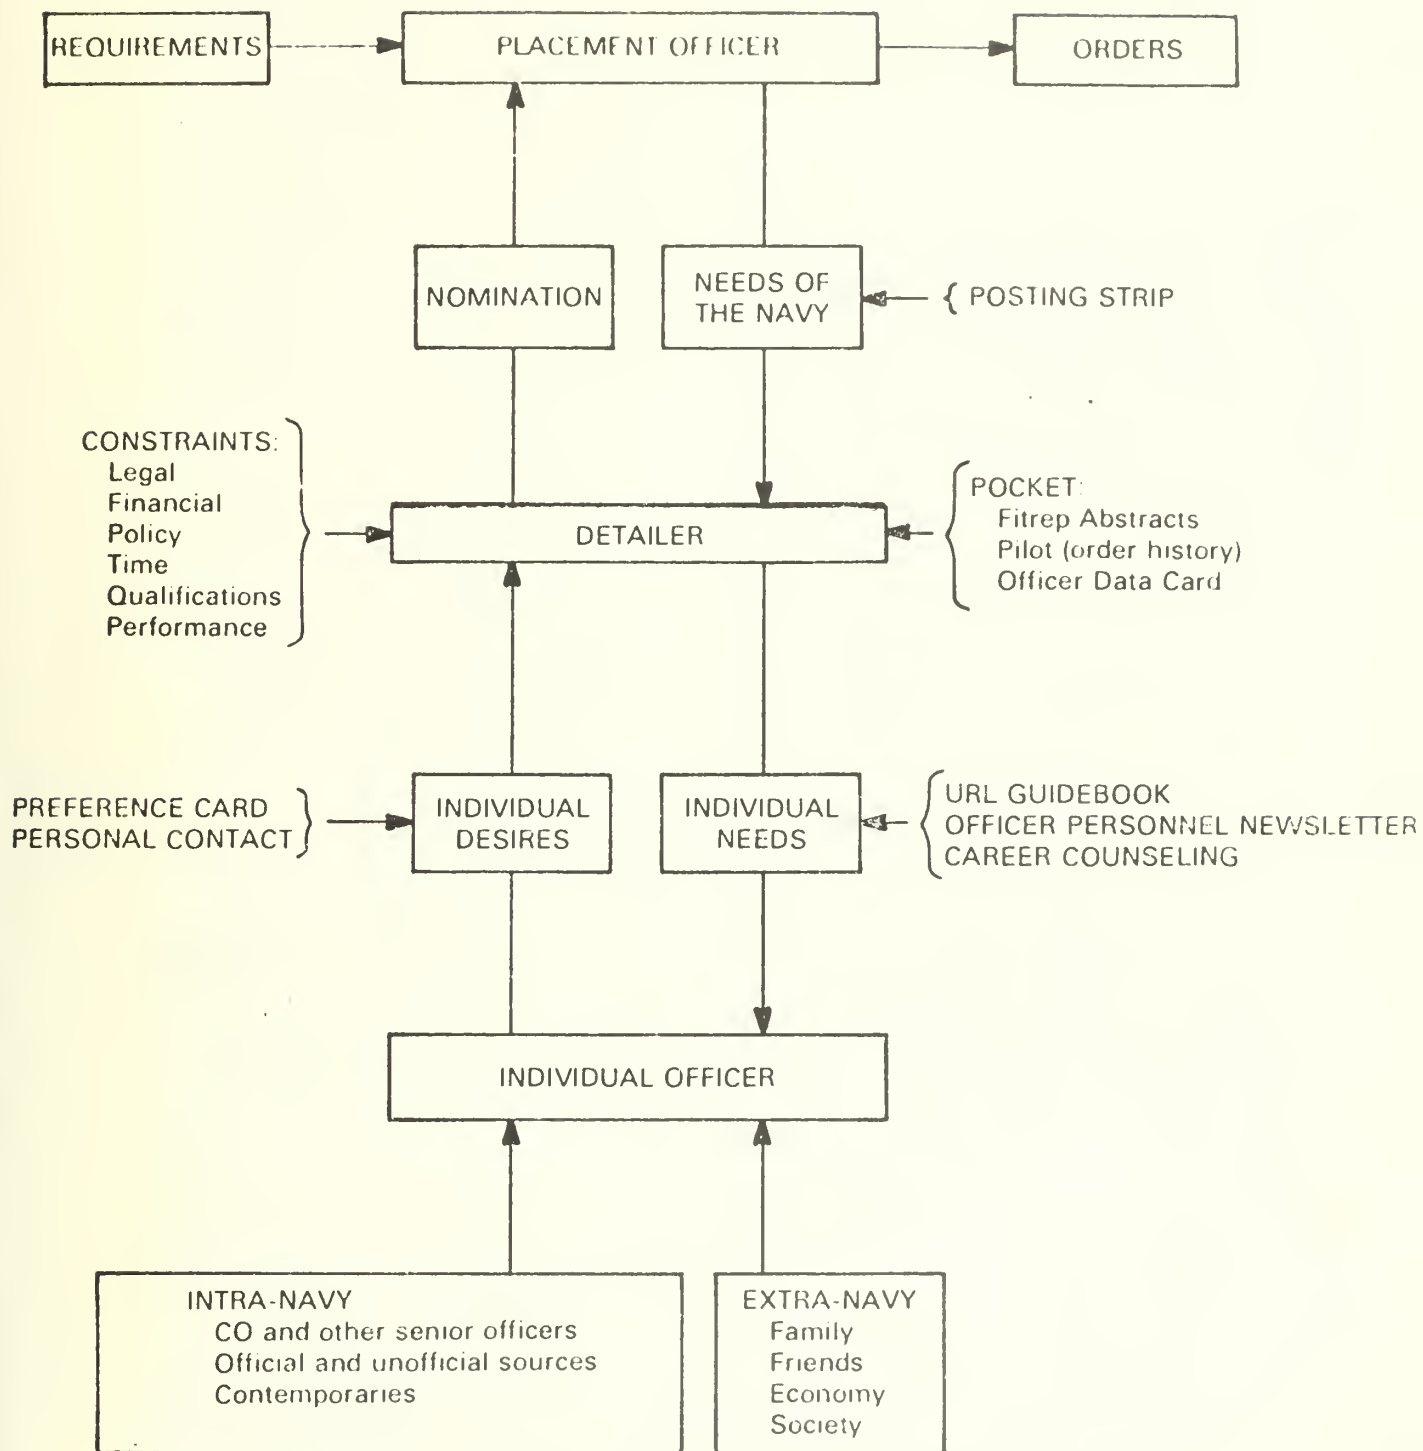 REQUIREMENTS
PLACEMENT OFFICER
ORDERS
NOMINATION
NEEDS OF
THE NAVY
{ POSTING STRIP
CONSTRAINTS:
Legal
Financial
Policy
Time
Qualifications
Performance
DETAILER
POCKET:
Fitrep Abstracts
Pilot (order history)
Officer Data Card
PREFERENCE CARD
PERSONAL CONTACT
INDIVIDUAL
DESIRES
INDIVIDUAL
NEEDS
URL GUIDEBOOK
OFFICER PERSONNEL NEWSLETTER
CAREER COUNSELING
INDIVIDUAL OFFICER
INTRA-NAVY
CO and other senior officers
Official and unofficial sources
Contemporaries
EXTRA-NAVY
Family
Friends
Economy
Society